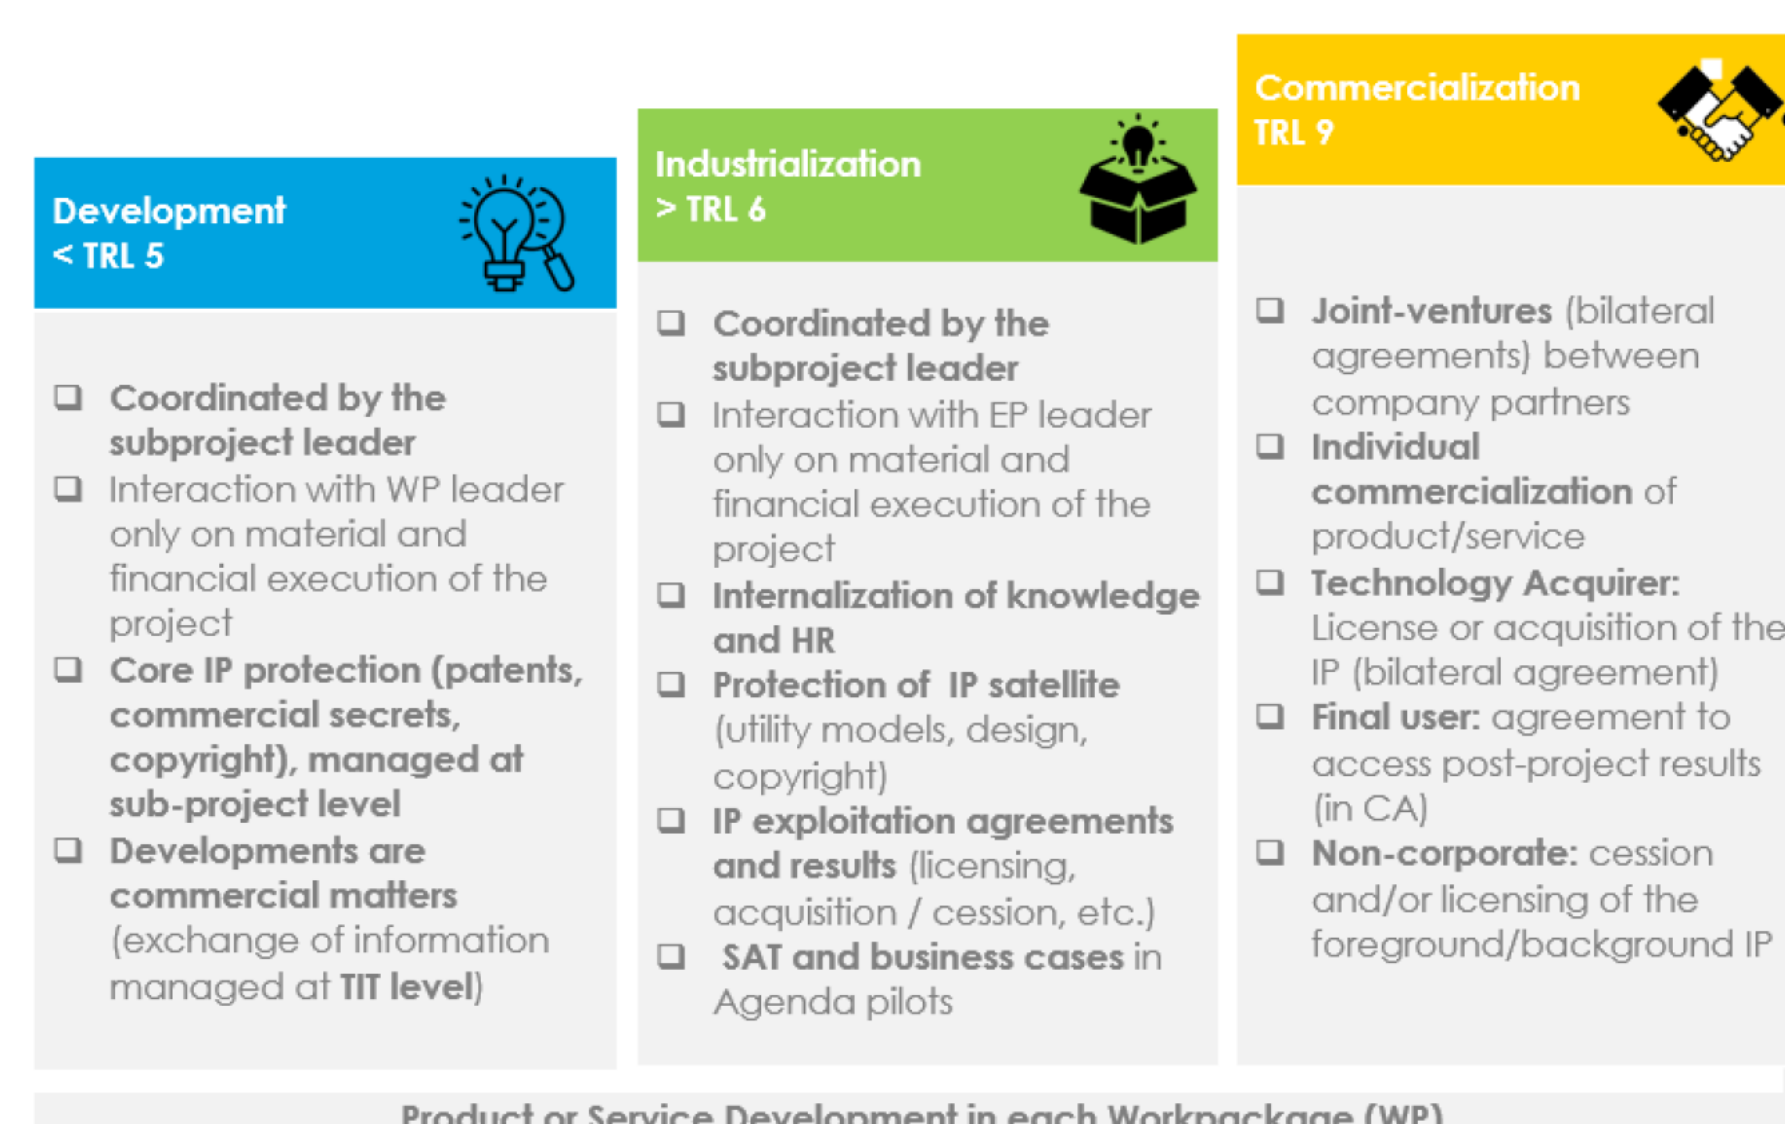 Development
< TRL 5
❑ Coordinated by the
subproject leader
❑ Interaction with WP leader
only on material and
financial execution of the
project
❑ Core IP protection (patents,
commercial secrets,
copyright), managed at
sub-project level
❑ Developments are
commercial matters
(exchange of information
managed at TIT level)
Industrialization
> TRL 6
❑ Coordinated by the
subproject leader
❑ Interaction with EP leader
only on material and
financial execution of the
project
❑ Internalization of knowledge
and HR
❑ Protection of IP satellite
(utility models, design,
copyright)
❑ IP exploitation agreements
and results (licensing,
acquisition / cession, etc.)
❑ SAT and business cases in
Agenda pilots
Commercialization
TRL 9
❑ Joint-ventures (bilateral
agreements) between
company partners
❑ Individual
commercialization of
product/service
❑ Technology Acquirer:
License or acquisition of the
IP (bilateral agreement)
❑ Final user: agreement to
access post-project results
(in CA)
❑ Non-corporate: cession
and/or licensing of the
foreground/background IP
Product or Service Development in each Workpackage (WP)